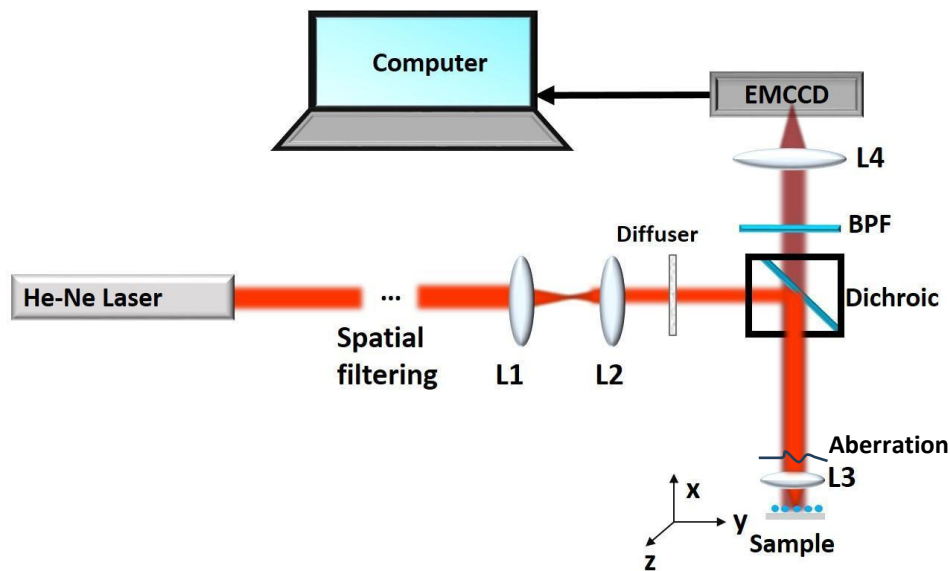 Computer
EMCCD
L4
BPF
Diffuser
Dichroic
He-Ne Laser
...
Spatial
filtering
L1
L2
Aberration
L3
x
y
z
Sample